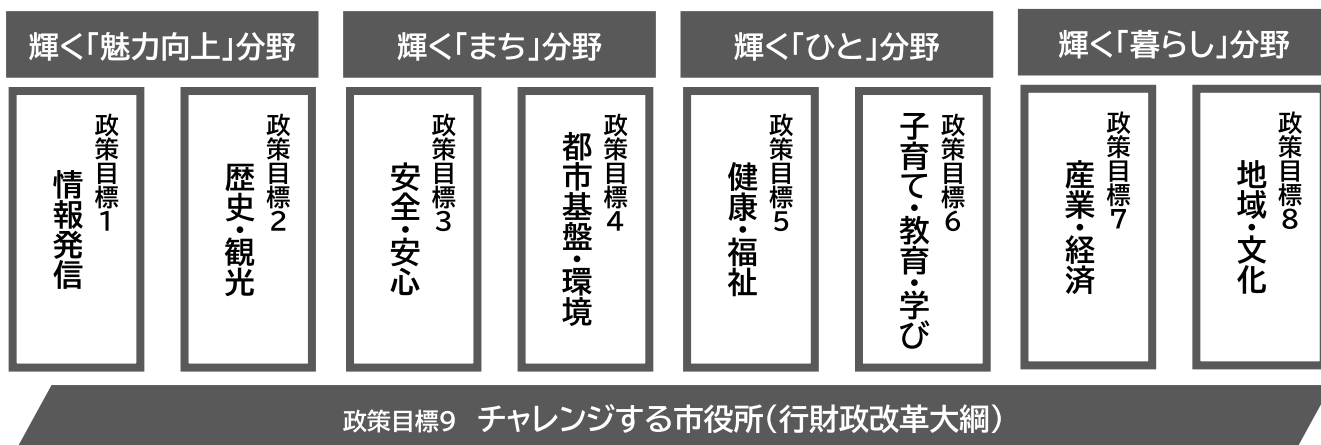 輝く「魅力向上」分野
政策目標1
情報発信
政策目標2
歴史・観光
輝く「まち」分野
政策目標3
安全・安心
政策目標4
都市基盤・環境
輝く「ひと」分野
政策目標5
健康・福祉
政策目標6
子育て・教育・学び
輝く「暮らし」分野
政策目標7
産業・経済
政策目標8
地域・文化
政策目標9 チャレンジする市役所(行財政改革大綱)